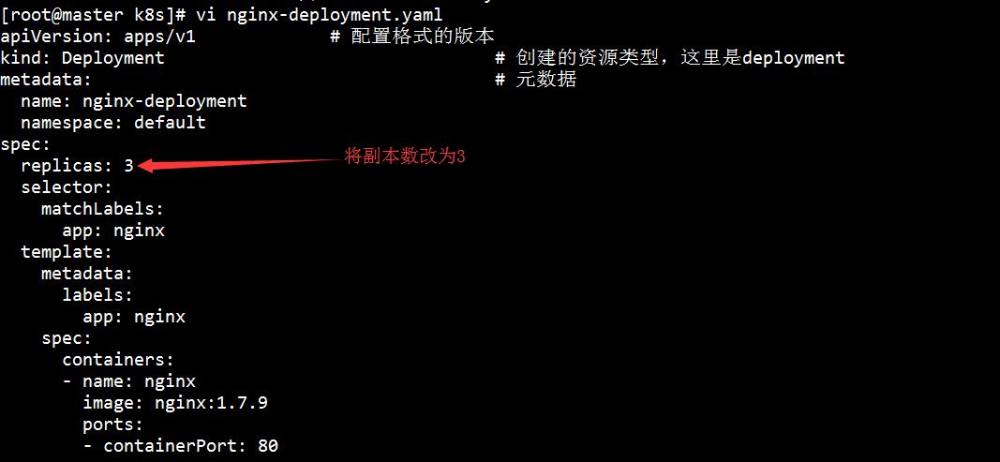 [root@master k8s]# vi nginx-deployment.yaml
apiVersion: apps/v1                # 配置格式的版本
kind: Deployment                                # 创建的资源类型，这里是deployment
metadata:                                       # 元数据
  name: nginx-deployment
  namespace: default
spec:
  replicas: 3 将副本数改为3
  selector:
    matchLabels:
      app: nginx
  template:
    metadata:
      labels:
        app: nginx
    spec:
      containers:
      - name: nginx
        image: nginx:1.7.9
        ports:
        - containerPort: 80